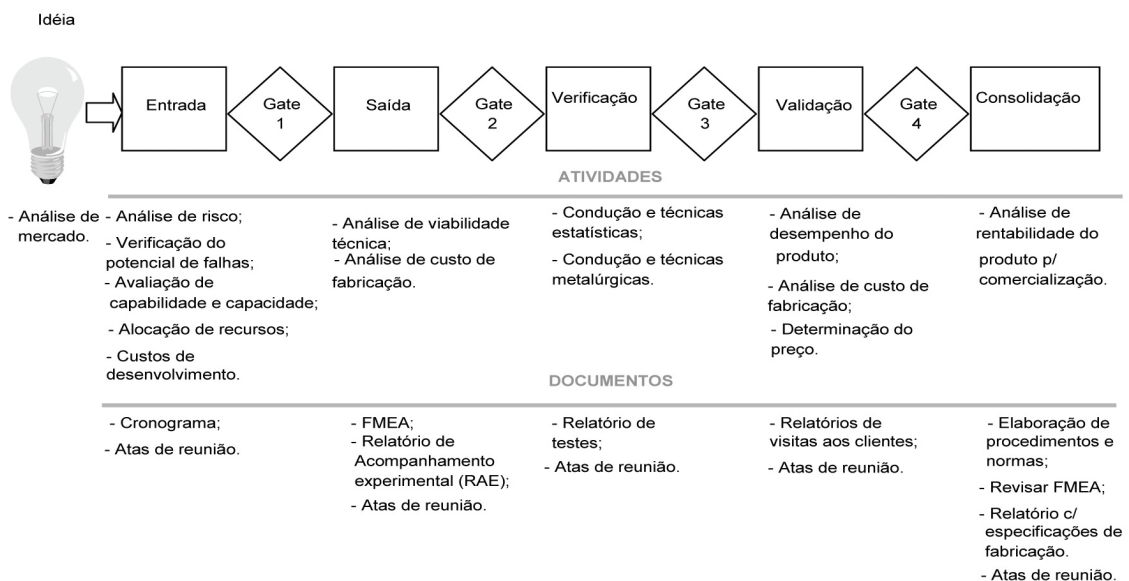 Idéia
Entrada
Gate
1
Saída
Gate
2
Verificação
Gate
3
Validação
Gate
4
Consolidação
ATIVIDADES
- Análise de
mercado.
- Análise de risco;
- Verificação do
potencial de falhas;
- Avaliação de
capabilidade e capacidade;
- Alocação de recursos;
- Custos de
desenvolvimento.
- Análise de viabilidade
técnica;
- Análise de custo de
fabricação.
- Condução e técnicas
estatísticas;
- Condução e técnicas
metalúrgicas.
- Análise de
desempenho do
produto;
- Análise de custo de
fabricação;
- Determinação do
preço.
- Análise de
rentabilidade do
produto p/
comercialização.
DOCUMENTOS
- Cronograma;
- Atas de reunião.
- FMEA;
- Relatório de
Acompanhamento
experimental (RAE);
- Atas de reunião.
- Relatório de
testes;
- Atas de reunião.
- Relatórios de
visitas aos clientes;
- Atas de reunião.
- Elaboração de
procedimentos e
normas;
- Revisar FMEA;
- Relatório c/
especificações de
fabricação.
- Atas de reunião.